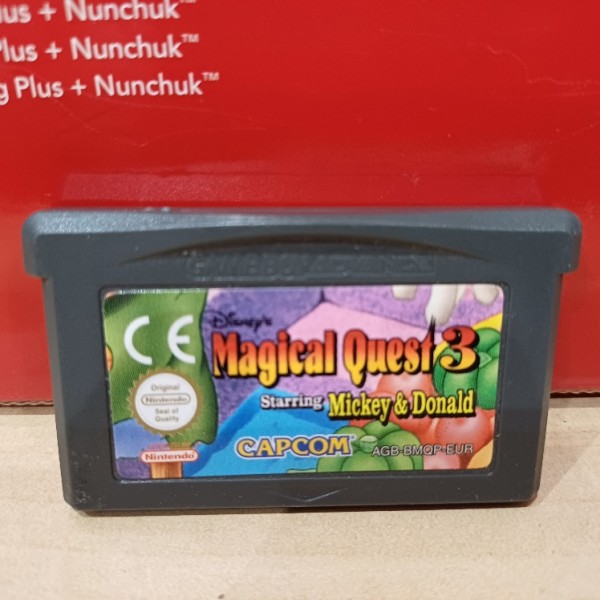 us + Nunchuk™
Plus + Nunchuk™
g Plus + Nunchuk™
GAME BOY ADVANCE
CE
Disney's
Magical Quest 3
Starring Mickey & Donald
Original
Nintendo
Seal of
Quality
Nintendo
CAPCOM
AGB-BMQP-EUR